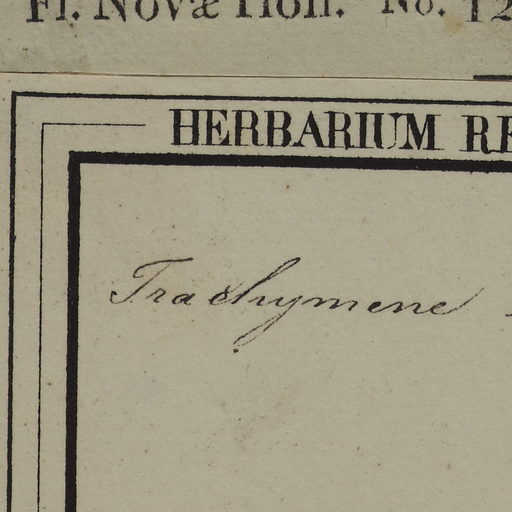 Fl. Novæ Holl. No. 12
HERBARIUM RE
Trachymene